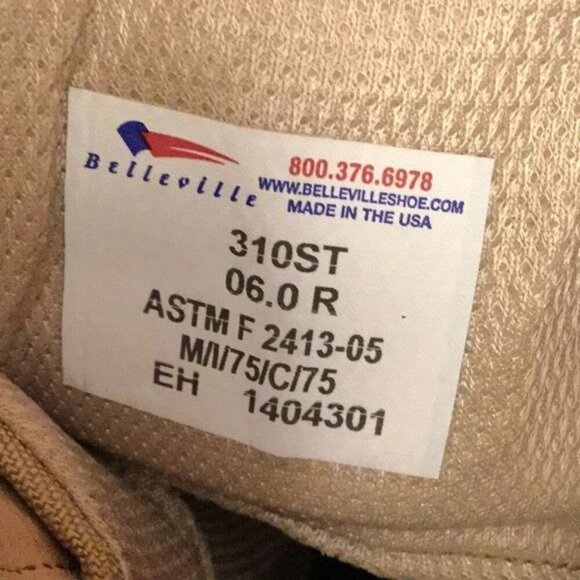 Belleville
800.376.6978
WWW.BELLEVILLESHOE.COM
MADE IN THE USA
310ST
06.0 R
ASTM F 2413-05
M/I/75/C/75
EH 1404301